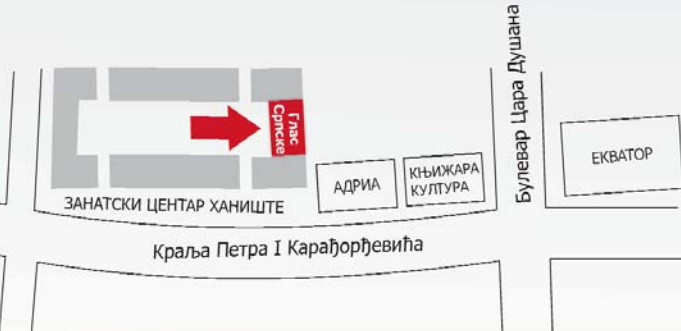 Булевар Цара Душана
Глас
Српске
ЕКВАТОР
КЊИЖАРА
КУЛТУРА
АДРИА
ЗАНАТСКИ ЦЕНТАР ХАНИШТЕ
Краља Петра I Карађорђевића